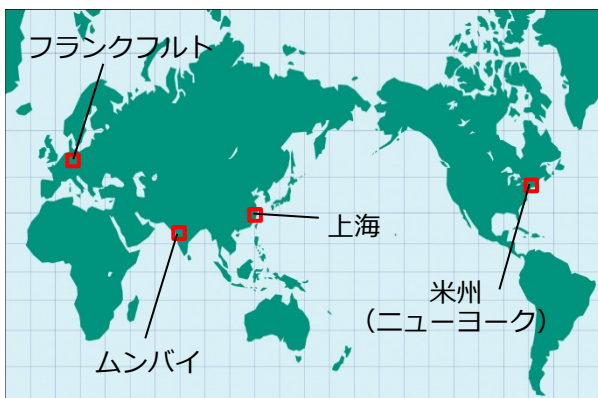 フランクフルト
上海
米州
（ニューヨーク）
ムンバイ